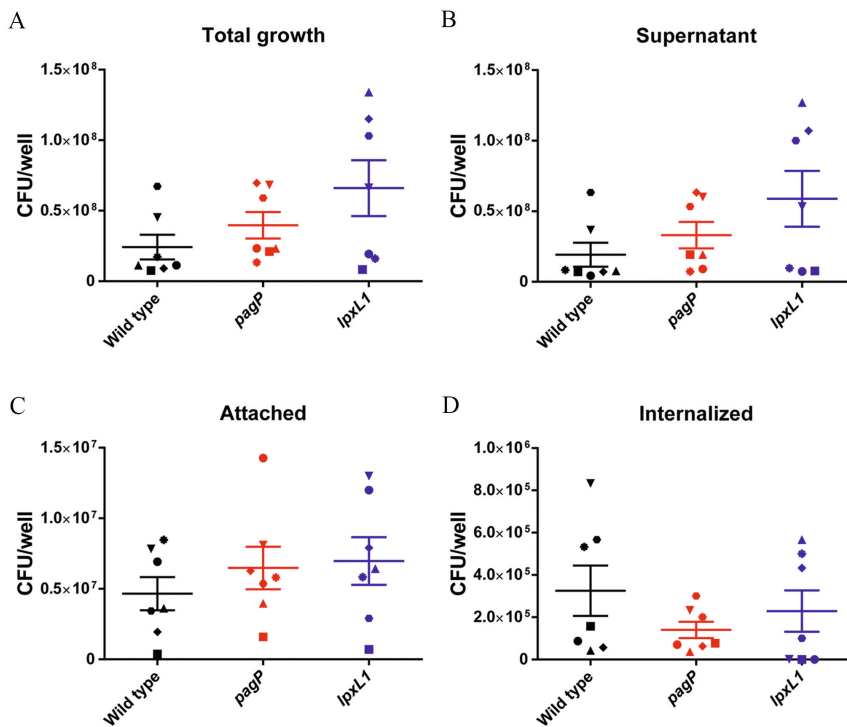 A
Total growth
CFU/well
1.5×10⁸
1.0×10⁸
0.5×10⁸
0
Wild type
pagP
lpxL1
B
Supernatant
CFU/well
1.5×10⁸
1.0×10⁸
0.5×10⁸
0
Wild type
pagP
lpxL1
C
Attached
CFU/well
1.5×10⁷
1.0×10⁷
0.5×10⁷
0
Wild type
pagP
lpxL1
D
Internalized
CFU/well
1.0×10⁶
8.0×10⁵
6.0×10⁵
4.0×10⁵
2.0×10⁵
0
Wild type
pagP
lpxL1